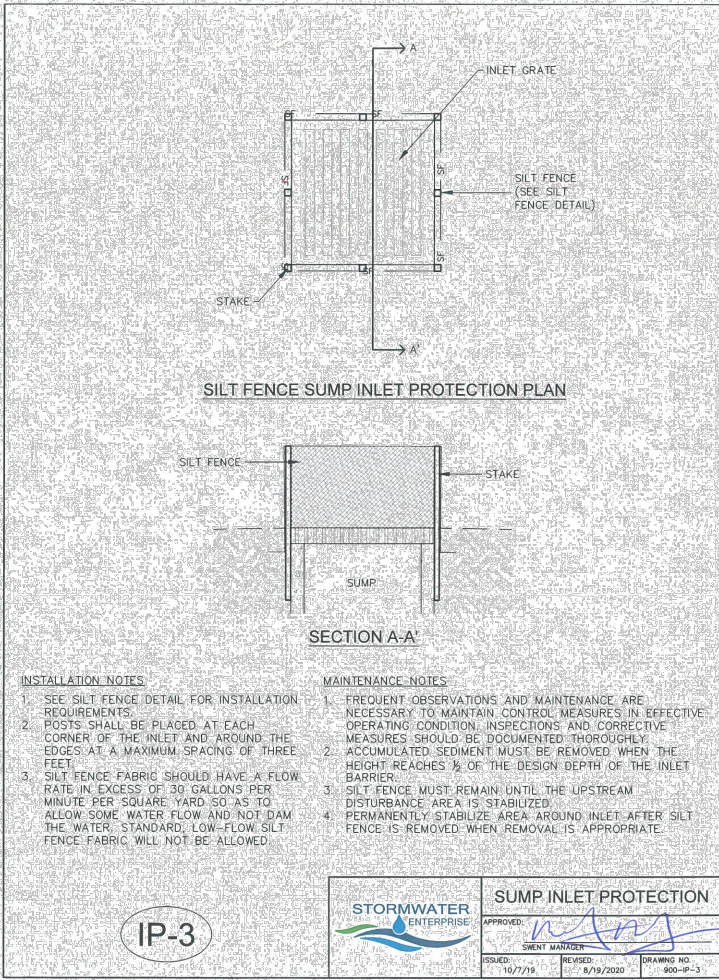 A
INLET GRATE
SF
SF
SF
SF
SILT FENCE
(SEE SILT
FENCE DETAIL)
SF
SF
STAKE
A'
SILT FENCE SUMP INLET PROTECTION PLAN
SILT FENCE
STAKE
SUMP
SECTION A-A'
INSTALLATION NOTES
1. SEE SILT FENCE DETAIL FOR INSTALLATION
REQUIREMENTS.
2. POSTS SHALL BE PLACED AT EACH
CORNER OF THE INLET AND AROUND THE
EDGES AT A MAXIMUM SPACING OF THREE
FEET.
3. SILT FENCE FABRIC SHOULD HAVE A FLOW
RATE IN EXCESS OF 30 GALLONS PER
MINUTE PER SQUARE YARD SO AS TO
ALLOW SOME WATER FLOW AND NOT DAM
THE WATER. STANDARD, LOW-FLOW SILT
FENCE FABRIC WILL NOT BE ALLOWED.
MAINTENANCE NOTES
1. FREQUENT OBSERVATIONS AND MAINTENANCE ARE
NECESSARY TO MAINTAIN CONTROL MEASURES IN EFFECTIVE
OPERATING CONDITION. INSPECTIONS AND CORRECTIVE
MEASURES SHOULD BE DOCUMENTED THOROUGHLY.
2. ACCUMULATED SEDIMENT MUST BE REMOVED WHEN THE
HEIGHT REACHES ½ OF THE DESIGN DEPTH OF THE INLET
BARRIER.
3. SILT FENCE MUST REMAIN UNTIL THE UPSTREAM
DISTURBANCE AREA IS STABILIZED.
4. PERMANENTLY STABILIZE AREA AROUND INLET AFTER SILT
FENCE IS REMOVED WHEN REMOVAL IS APPROPRIATE.
IP-3
STORMWATER
ENTERPRISE
SUMP INLET PROTECTION
APPROVED:
SWENT MANAGER
ISSUED: 10/7/19
REVISED: 8/19/2020
DRAWING NO. 900-IP-3